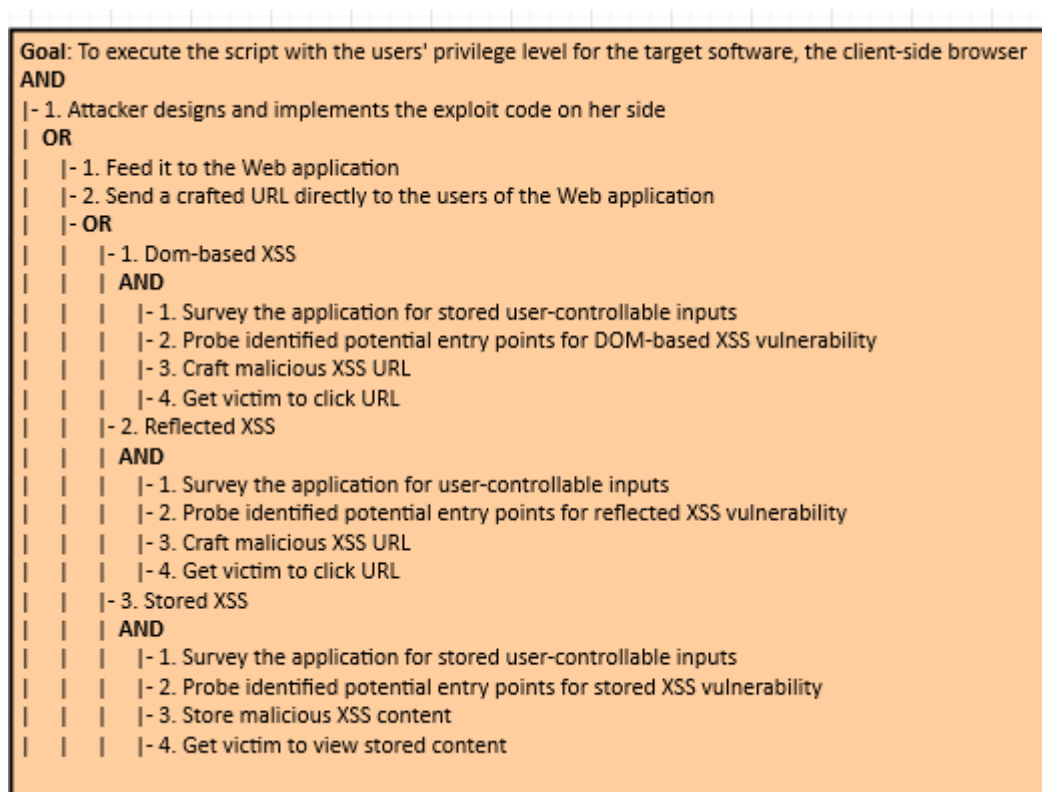 Goal: To execute the script with the users' privilege level for the target software, the client-side browser
AND
|- 1. Attacker designs and implements the exploit code on her side
| OR
| |- 1. Feed it to the Web application
| |- 2. Send a crafted URL directly to the users of the Web application
| |- OR
| | |- 1. Dom-based XSS
| | | AND
| | | |- 1. Survey the application for stored user-controllable inputs
| | | |- 2. Probe identified potential entry points for DOM-based XSS vulnerability
| | | |- 3. Craft malicious XSS URL
| | | |- 4. Get victim to click URL
| | |- 2. Reflected XSS
| | | AND
| | | |- 1. Survey the application for user-controllable inputs
| | | |- 2. Probe identified potential entry points for reflected XSS vulnerability
| | | |- 3. Craft malicious XSS URL
| | | |- 4. Get victim to click URL
| | |- 3. Stored XSS
| | | AND
| | | |- 1. Survey the application for stored user-controllable inputs
| | | |- 2. Probe identified potential entry points for stored XSS vulnerability
| | | |- 3. Store malicious XSS content
| | | |- 4. Get victim to view stored content